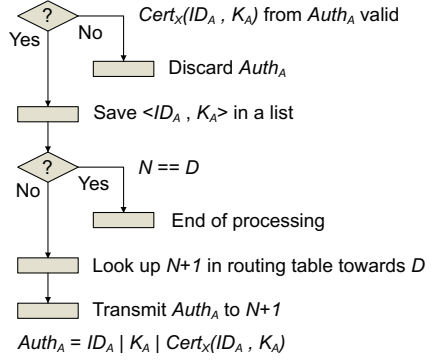 ? Cert_X(ID_A , K_A) from Auth_A valid
Yes No
Discard Auth_A
Save <ID_A , K_A> in a list
? N == D
No Yes
End of processing
Look up N+1 in routing table towards D
Transmit Auth_A to N+1
Auth_A = ID_A | K_A | Cert_X(ID_A , K_A)